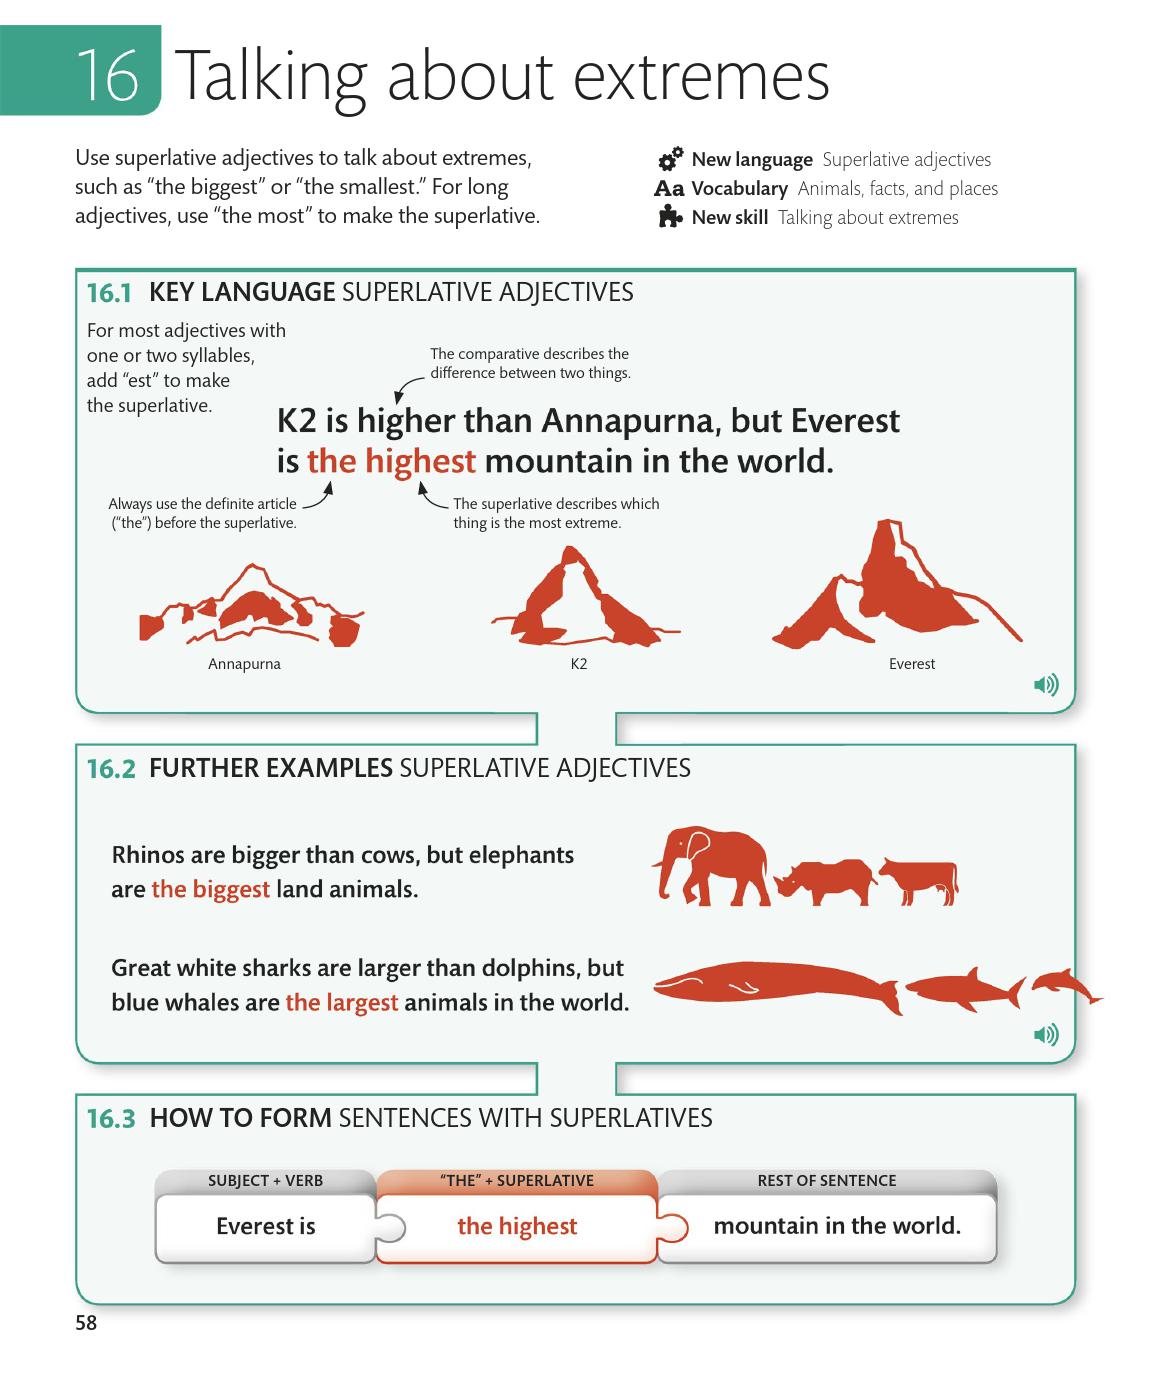 16 Talking about extremes
Use superlative adjectives to talk about extremes,
such as “the biggest” or “the smallest.” For long
adjectives, use “the most” to make the superlative.
New language Superlative adjectives
Aa Vocabulary Animals, facts, and places
New skill Talking about extremes
16.1 KEY LANGUAGE SUPERLATIVE ADJECTIVES
For most adjectives with
one or two syllables,
add “est” to make
the superlative.
The comparative describes the
difference between two things.
K2 is higher than Annapurna, but Everest
is the highest mountain in the world.
Always use the definite article
(“the”) before the superlative.
The superlative describes which
thing is the most extreme.
Annapurna
K2
Everest
16.2 FURTHER EXAMPLES SUPERLATIVE ADJECTIVES
Rhinos are bigger than cows, but elephants
are the biggest land animals.
Great white sharks are larger than dolphins, but
blue whales are the largest animals in the world.
16.3 HOW TO FORM SENTENCES WITH SUPERLATIVES
SUBJECT + VERB
“THE” + SUPERLATIVE
REST OF SENTENCE
Everest is
the highest
mountain in the world.
58